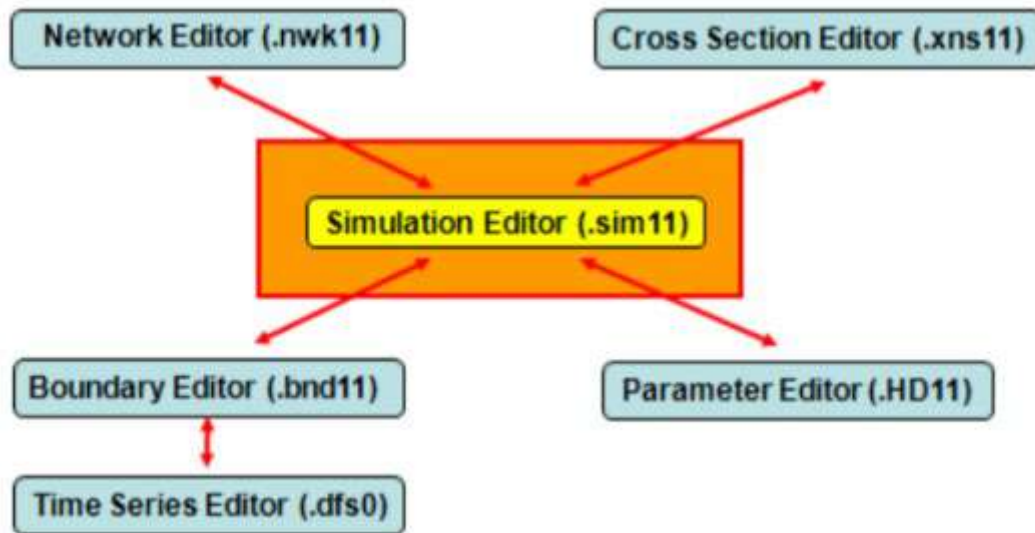 Network Editor (.nwk11)
Cross Section Editor (.xns11)
Simulation Editor (.sim11)
Boundary Editor (.bnd11)
Parameter Editor (.HD11)
Time Series Editor (.dfs0)